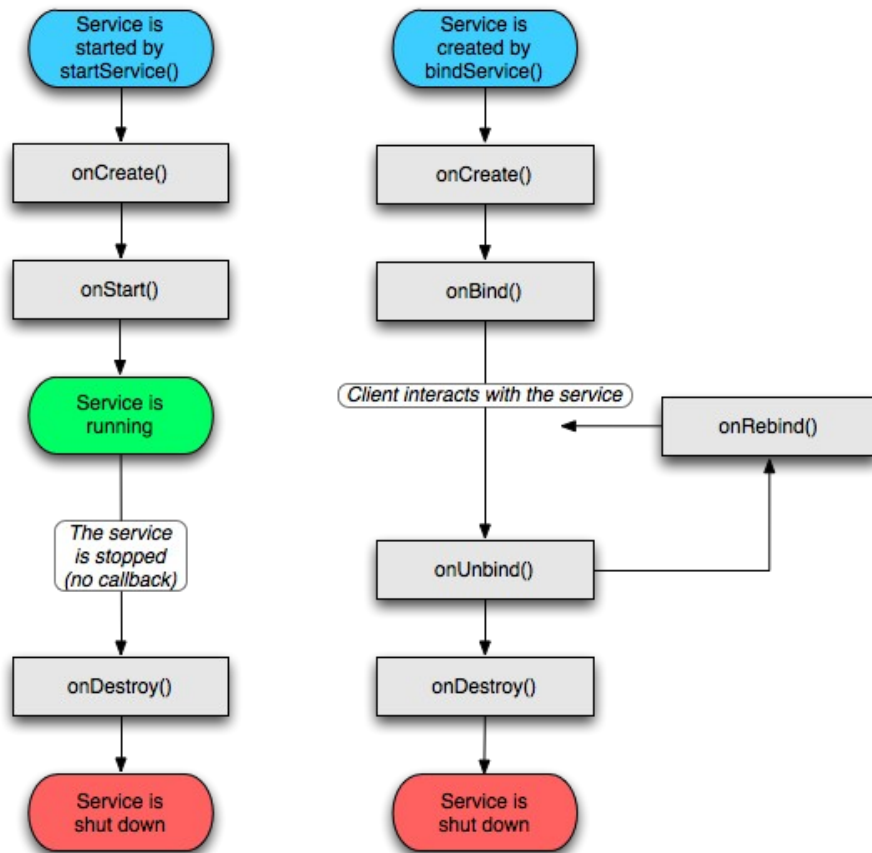 Service is
started by
startService()
onCreate()
onStart()
Service is
running
The service
is stopped
(no callback)
onDestroy()
Service is
shut down
Service is
created by
bindService()
onCreate()
onBind()
Client interacts with the service
onRebind()
onUnbind()
onDestroy()
Service is
shut down